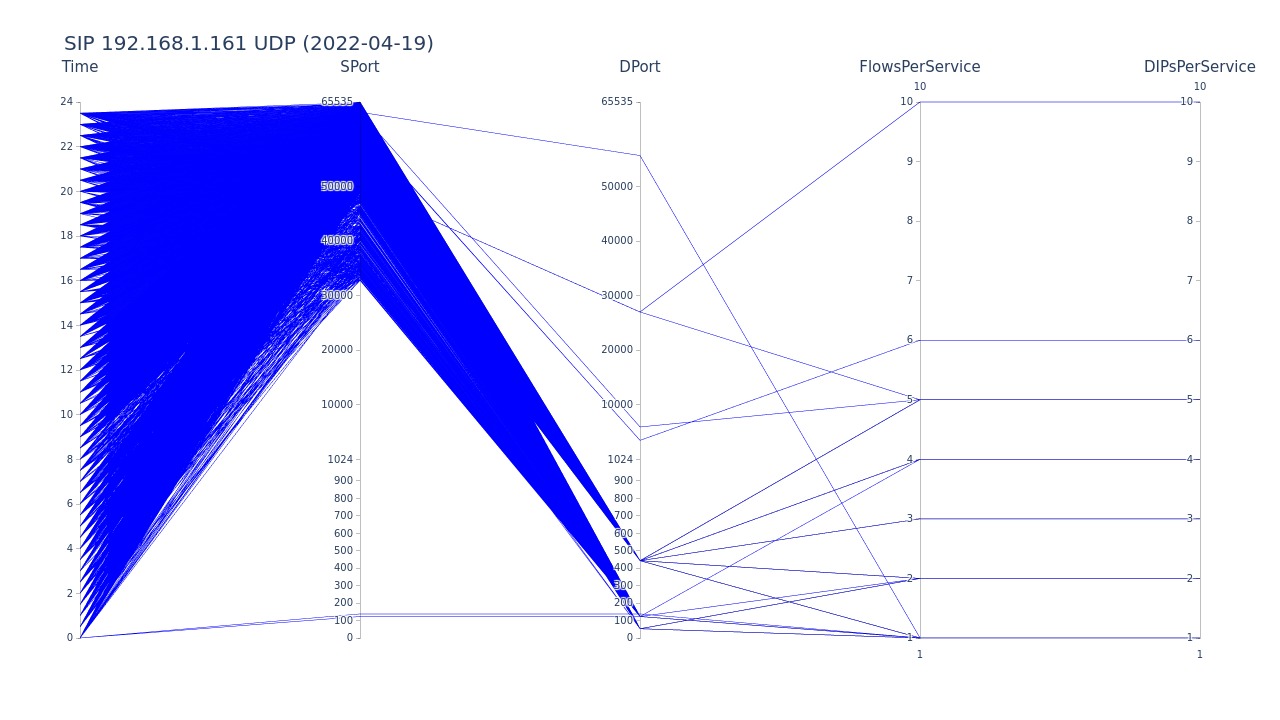 SIP 192.168.1.161 UDP (2022-04-19)
Time SPort DPort FlowsPerService DIPsPerService
10 10
24 65535 65535 10 10
22
9 9
50000 50000
20
8 8
18
40000 40000
16 7 7
30000 30000
14
6 6
20000 20000
12
5 5
10000 10000
10
8 1024 1024 4 4
900 900
800 800
6
700 700 3 3
600 600
4 500 500
400 400
300 300 2 2
2
200 200
100 100
0 0 0 1 1
1 1